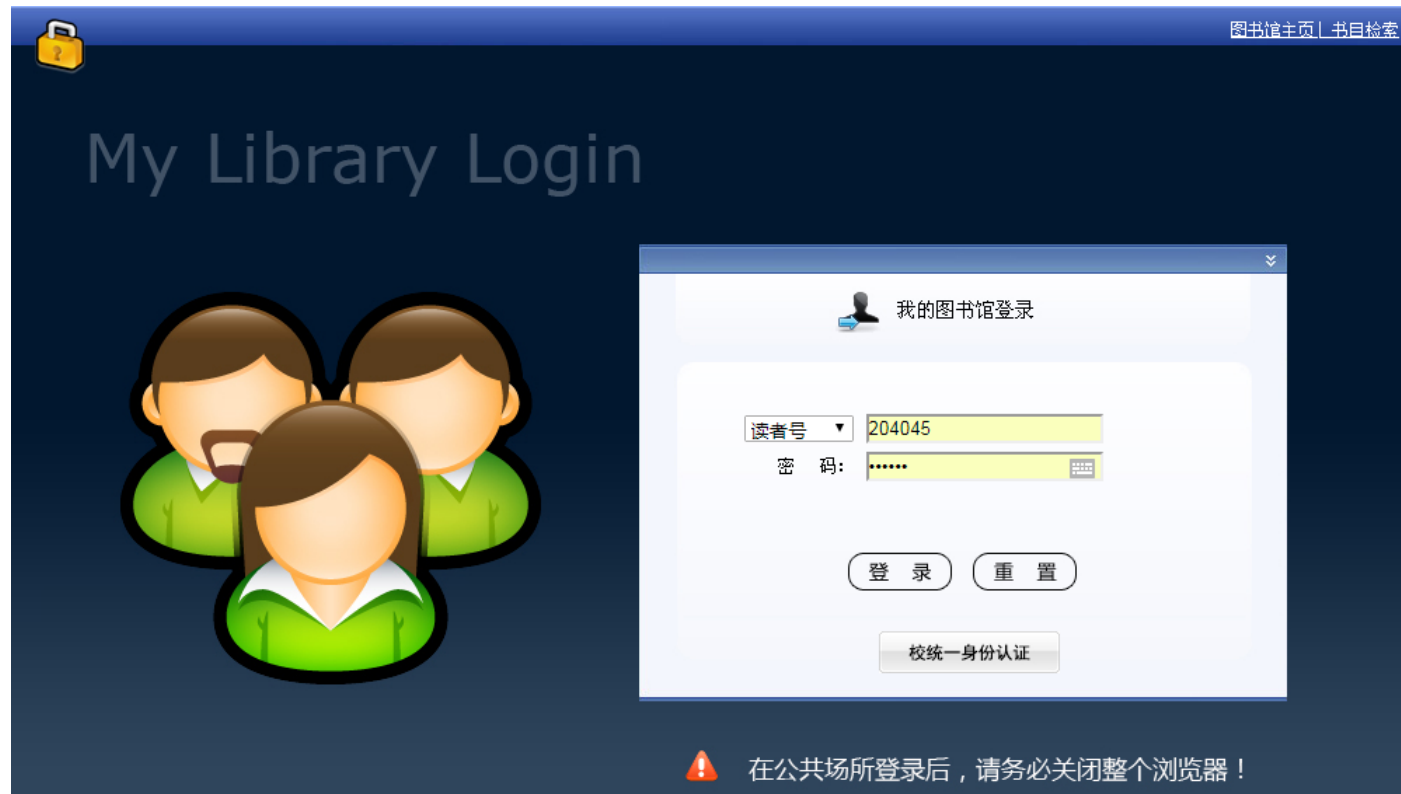 图书馆主页 | 书目检索
My Library Login
我的图书馆登录
读者号 204045
密 码: ••••••
登 录 重 置
校统一身份认证
在公共场所登录后，请务必关闭整个浏览器！